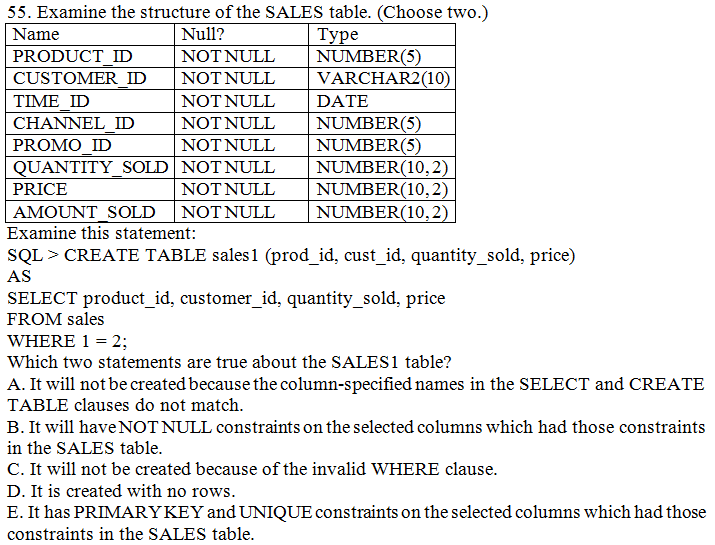 55. Examine the structure of the SALES table. (Choose two.)
Name Null? Type
PRODUCT_ID NOT NULL NUMBER(5)
CUSTOMER_ID NOT NULL VARCHAR2(10)
TIME_ID NOT NULL DATE
CHANNEL_ID NOT NULL NUMBER(5)
PROMO_ID NOT NULL NUMBER(5)
QUANTITY_SOLD NOT NULL NUMBER(10,2)
PRICE NOT NULL NUMBER(10,2)
AMOUNT_SOLD NOT NULL NUMBER(10,2)
Examine this statement:
SQL > CREATE TABLE sales1 (prod_id, cust_id, quantity_sold, price)
AS
SELECT product_id, customer_id, quantity_sold, price
FROM sales
WHERE 1 = 2;
Which two statements are true about the SALES1 table?
A. It will not be created because the column-specified names in the SELECT and CREATE
TABLE clauses do not match.
B. It will have NOT NULL constraints on the selected columns which had those constraints
in the SALES table.
C. It will not be created because of the invalid WHERE clause.
D. It is created with no rows.
E. It has PRIMARY KEY and UNIQUE constraints on the selected columns which had those
constraints in the SALES table.